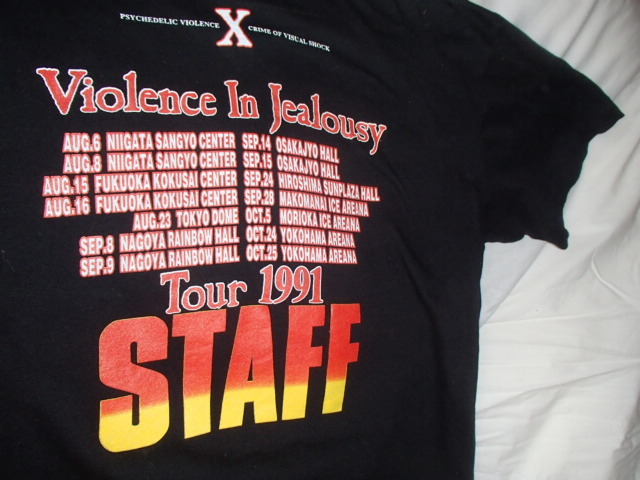 PSYCHEDELIC VIOLENCE X CRIME OF VISUAL SHOCK
Violence In Jealousy
AUG.6 NIIGATA SANGYO CENTER SEP.14 OSAKAJYO HALL
AUG.8 NIIGATA SANGYO CENTER SEP.15 OSAKAJYO HALL
AUG.15 FUKUOKA KOKUSAI CENTER SEP.24 HIROSHIMA SUNPLAZA HALL
AUG.16 FUKUOKA KOKUSAI CENTER SEP.28 MAKOMANAI ICE AREANA
AUG.23 TOKYO DOME OCT.5 MORIOKA ICE AREANA
SEP.8 NAGOYA RAINBOW HALL OCT.24 YOKOHAMA AREANA
SEP.9 NAGOYA RAINBOW HALL OCT.25 YOKOHAMA AREANA
Tour 1991
STAFF